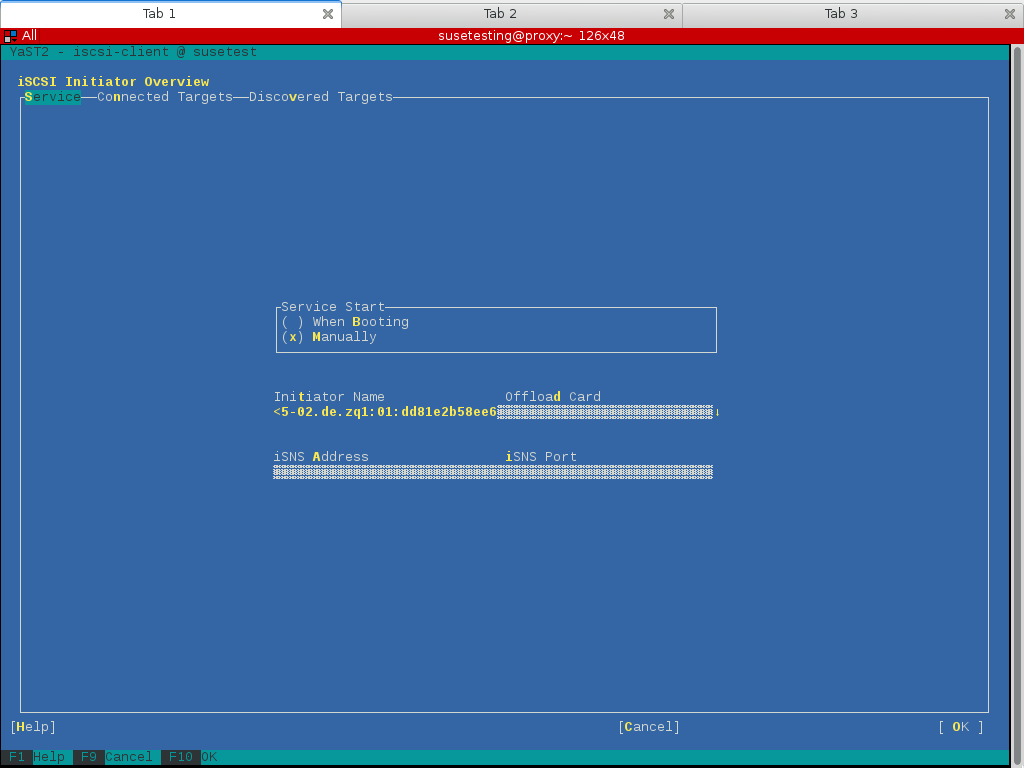 Tab 1 Tab 2 Tab 3
All susetesting@proxy:~ 126x48
YaST2 - iscsi-client @ susetest
iSCSI Initiator Overview
Service Connected Targets Discovered Targets
Service Start
( ) When Booting
(x) Manually
Initiator Name Offload Card
<5-02.de.zq1:01:dd81e2b58ee6 ↓
iSNS Address iSNS Port
[Help] [Cancel] [ OK ]
F1 Help F9 Cancel F10 OK